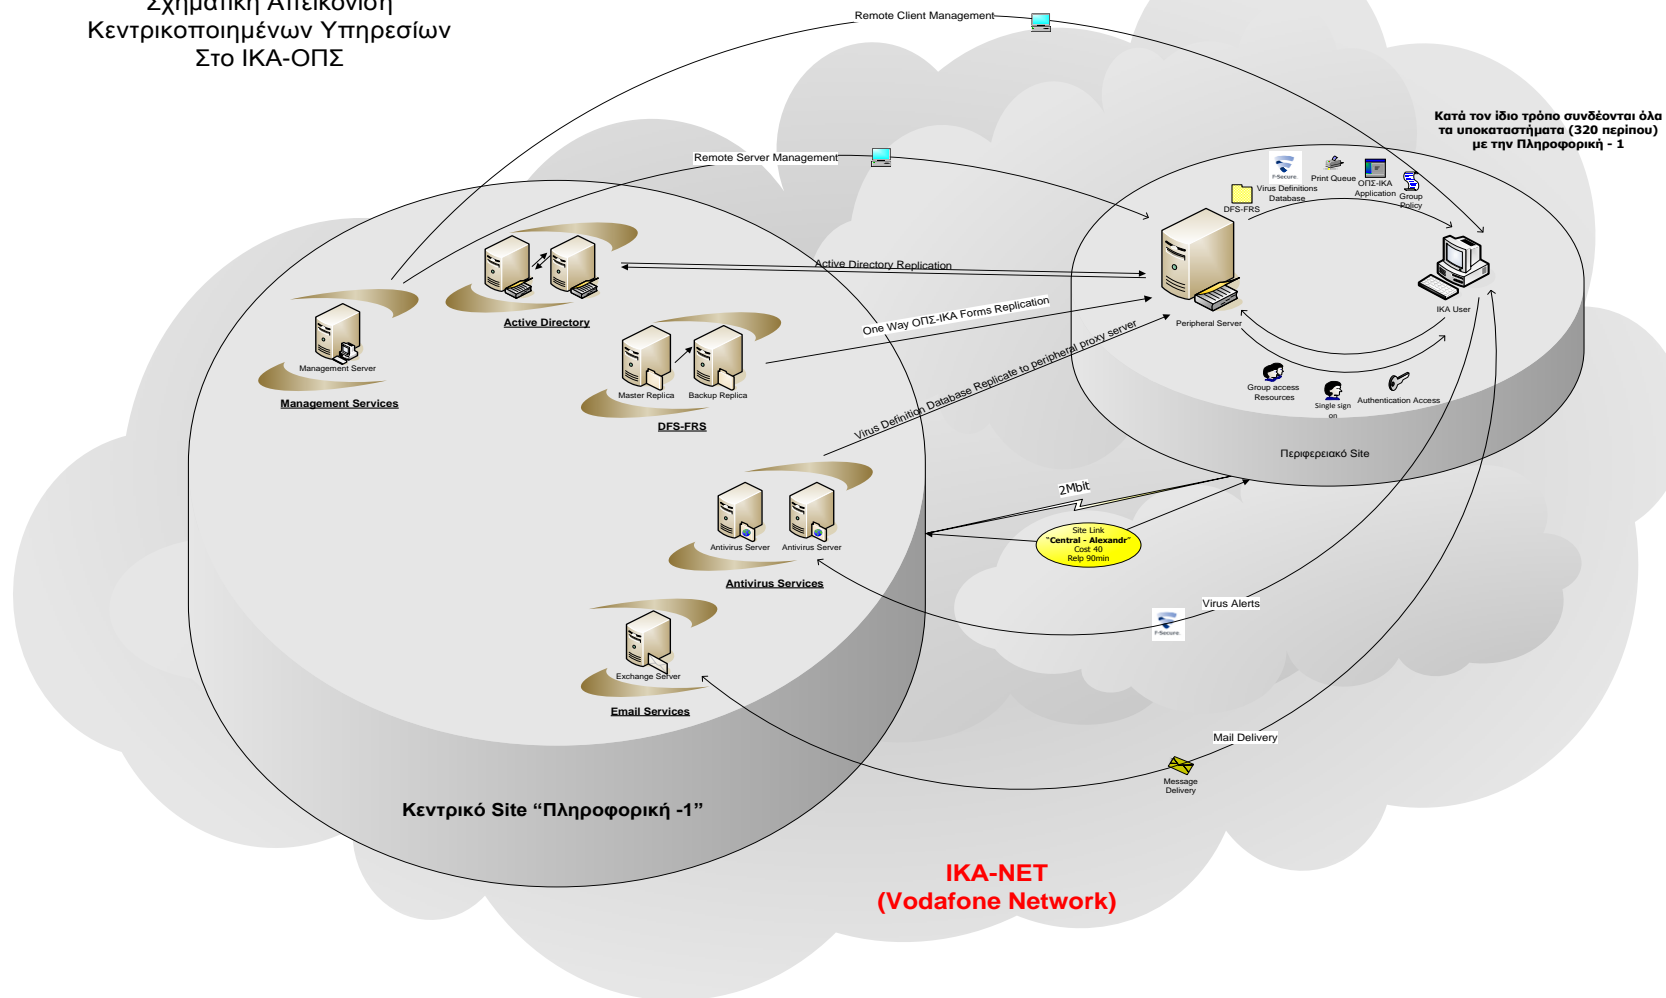 Σχηματική Απεικόνιση
Κεντρικοποιημένων Υπηρεσίων
Στο ΙΚΑ-ΟΠΣ
Remote Client Management
Remote Server Management
Κατά τον ίδιο τρόπο συνδέονται όλα
τα υποκαταστήματα (320 περίπου)
με την Πληροφορική - 1
F-Secure.
Virus Definitions
Database
Print Queue
ΟΠΣ-ΙΚΑ
Application
Group
Policy
DFS-FRS
Peripheral Server
IKA User
Group access
Resources
Single sign
on
Authentication Access
Περιφερειακό Site
Active Directory Replication
One Way ΟΠΣ-ΙΚΑ Forms Replication
Virus Definition Database Replicate to peripheral proxy server
Active Directory
Management Server
Management Services
Master Replica
Backup Replica
DFS-FRS
Antivirus Server
Antivirus Server
Antivirus Services
Exchange Server
Email Services
2Mbit
Site Link
"Central - Alexandr"
Cost 40
Relp 90min
Virus Alerts
F-Secure.
Mail Delivery
Message
Delivery
Κεντρικό Site “Πληροφορική -1”
IKA-NET
(Vodafone Network)